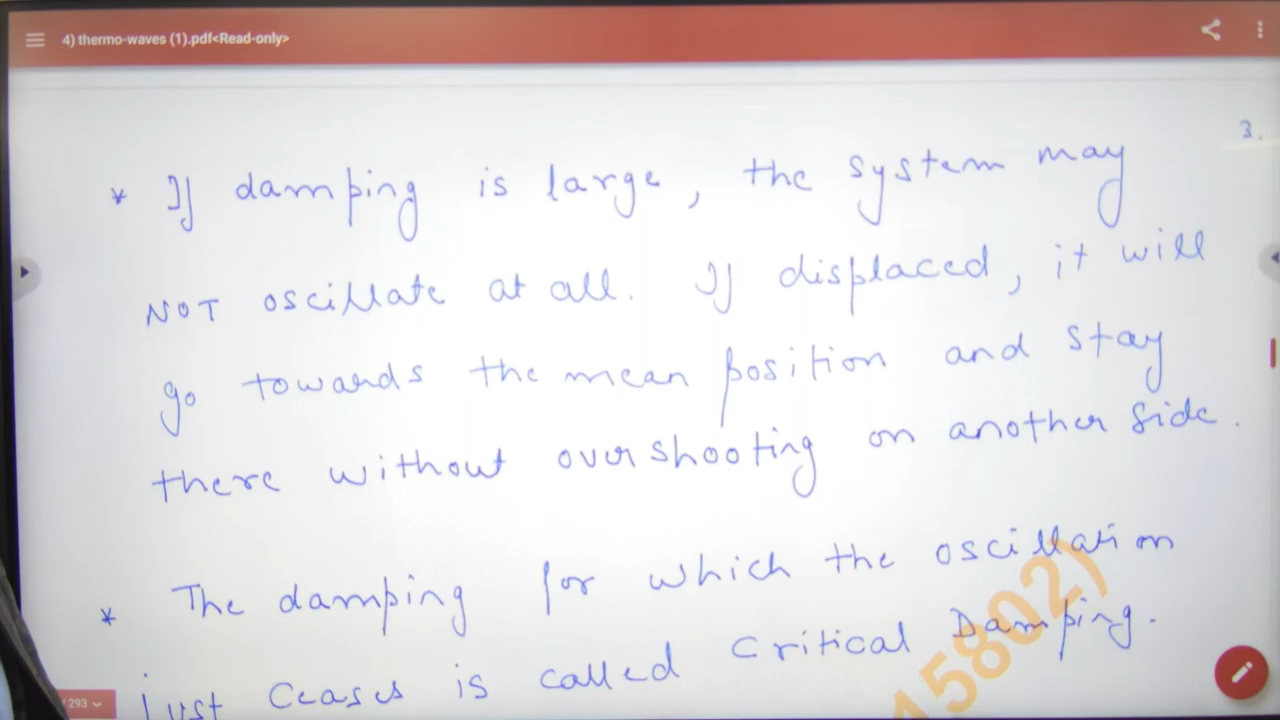 4) thermo-waves (1).pdf<Read-only>
3.
* If damping is large, the system may
NOT oscillate at all. If displaced, it will
go towards the mean position and stay
there without overshooting on another side.
* The damping for which the oscillation
just ceases is called Critical Damping.
15802)
293